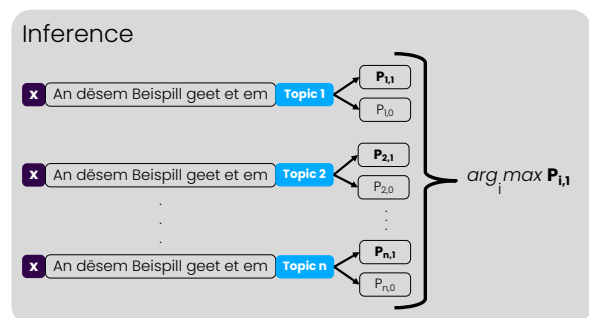 Inference
x An dësem Beispill geet et em Topic 1
P1,1
P1,0
x An dësem Beispill geet et em Topic 2
P2,1
P2,0
arg i max Pi,1
x An dësem Beispill geet et em Topic n
Pn,1
Pn,0